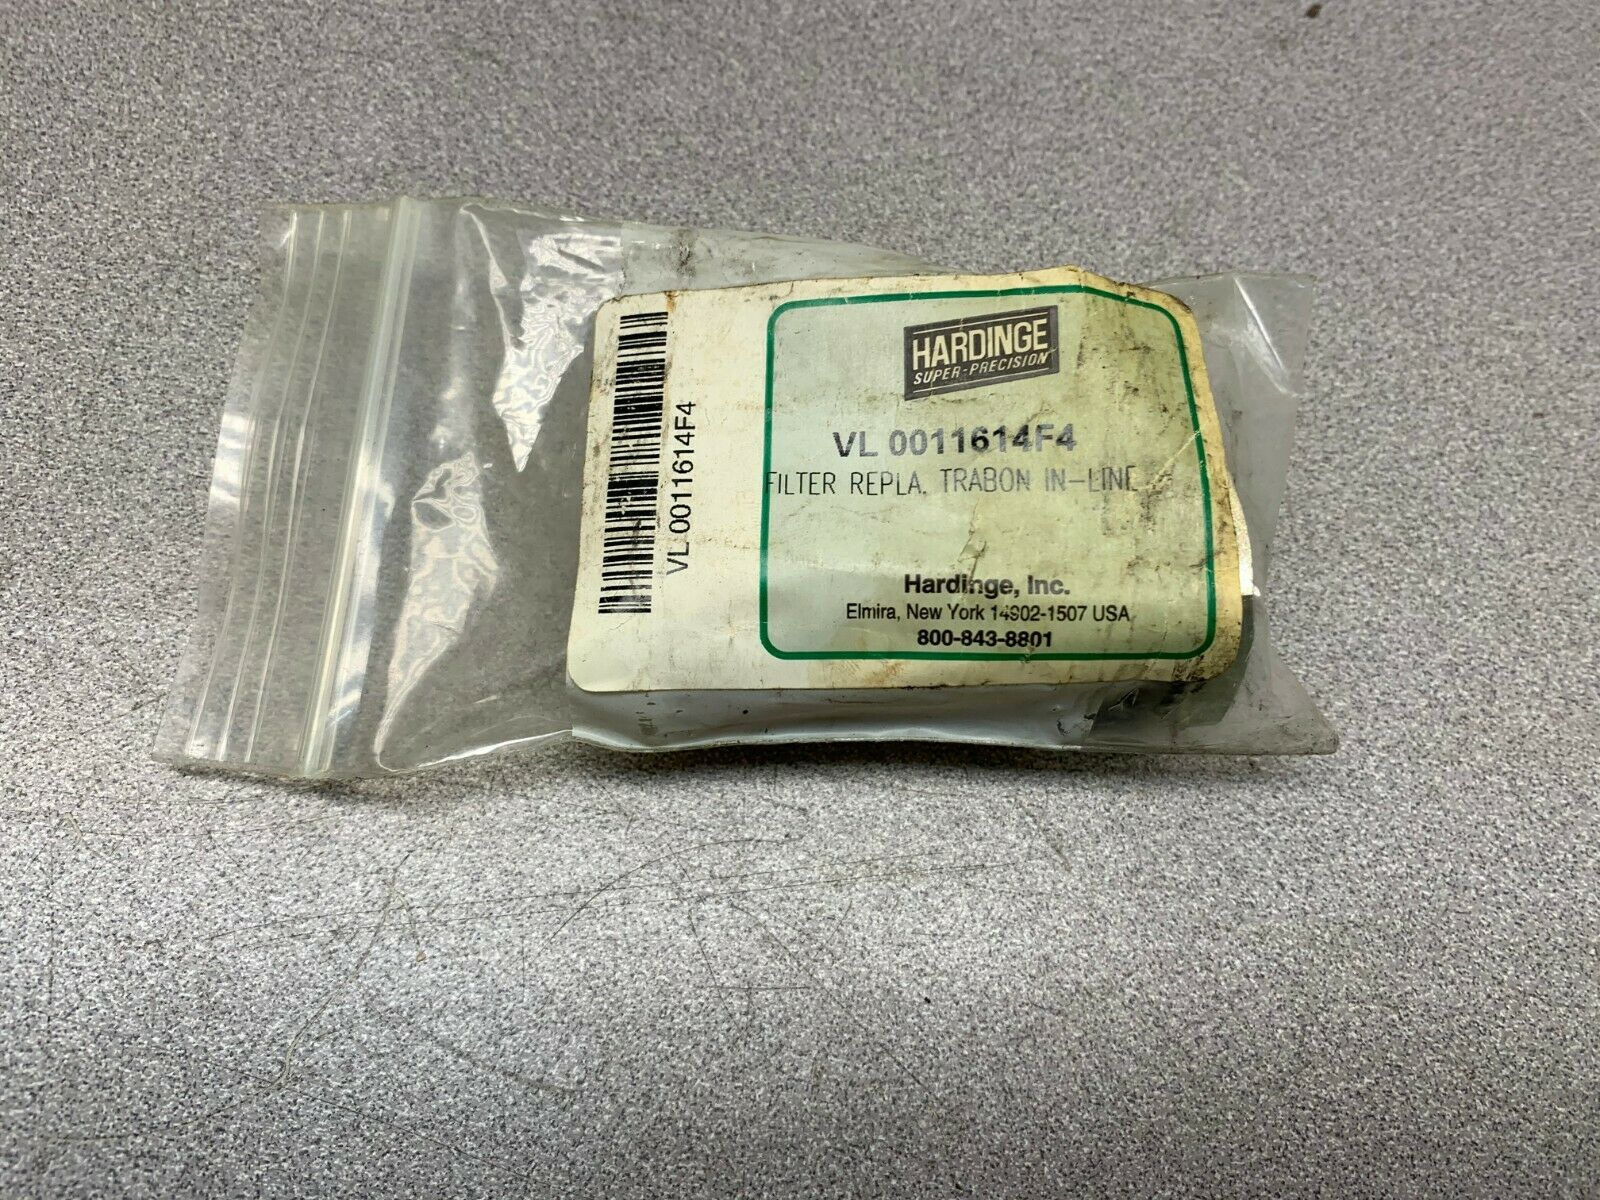 VL 0011614F4
HARDINGE
SUPER-PRECISION
VL 0011614F4
FILTER REPLA. TRABON IN-LINE
Hardinge, Inc.
Elmira, New York 14902-1507 USA
800-843-8801